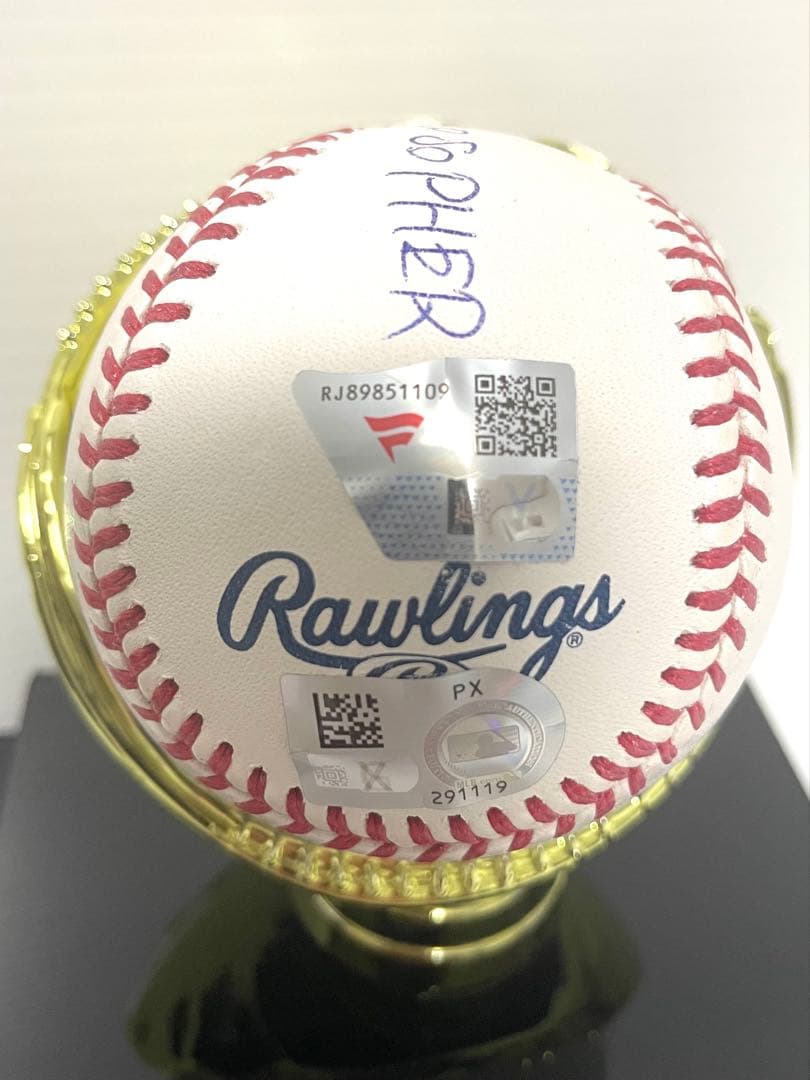 OSOPHER
RJ89851109
Rawlings®
PX
291119